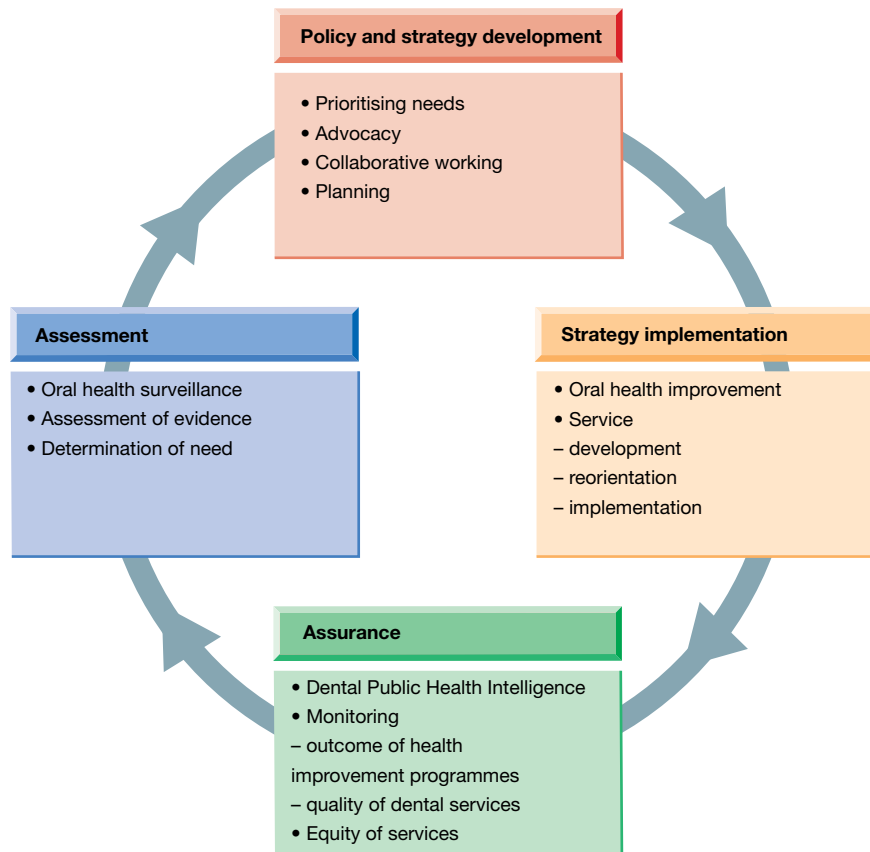 Policy and strategy development
• Prioritising needs
• Advocacy
• Collaborative working
• Planning
Assessment
• Oral health surveillance
• Assessment of evidence
• Determination of need
Strategy implementation
• Oral health improvement
• Service
– development
– reorientation
– implementation
Assurance
• Dental Public Health Intelligence
• Monitoring
– outcome of health
improvement programmes
– quality of dental services
• Equity of services